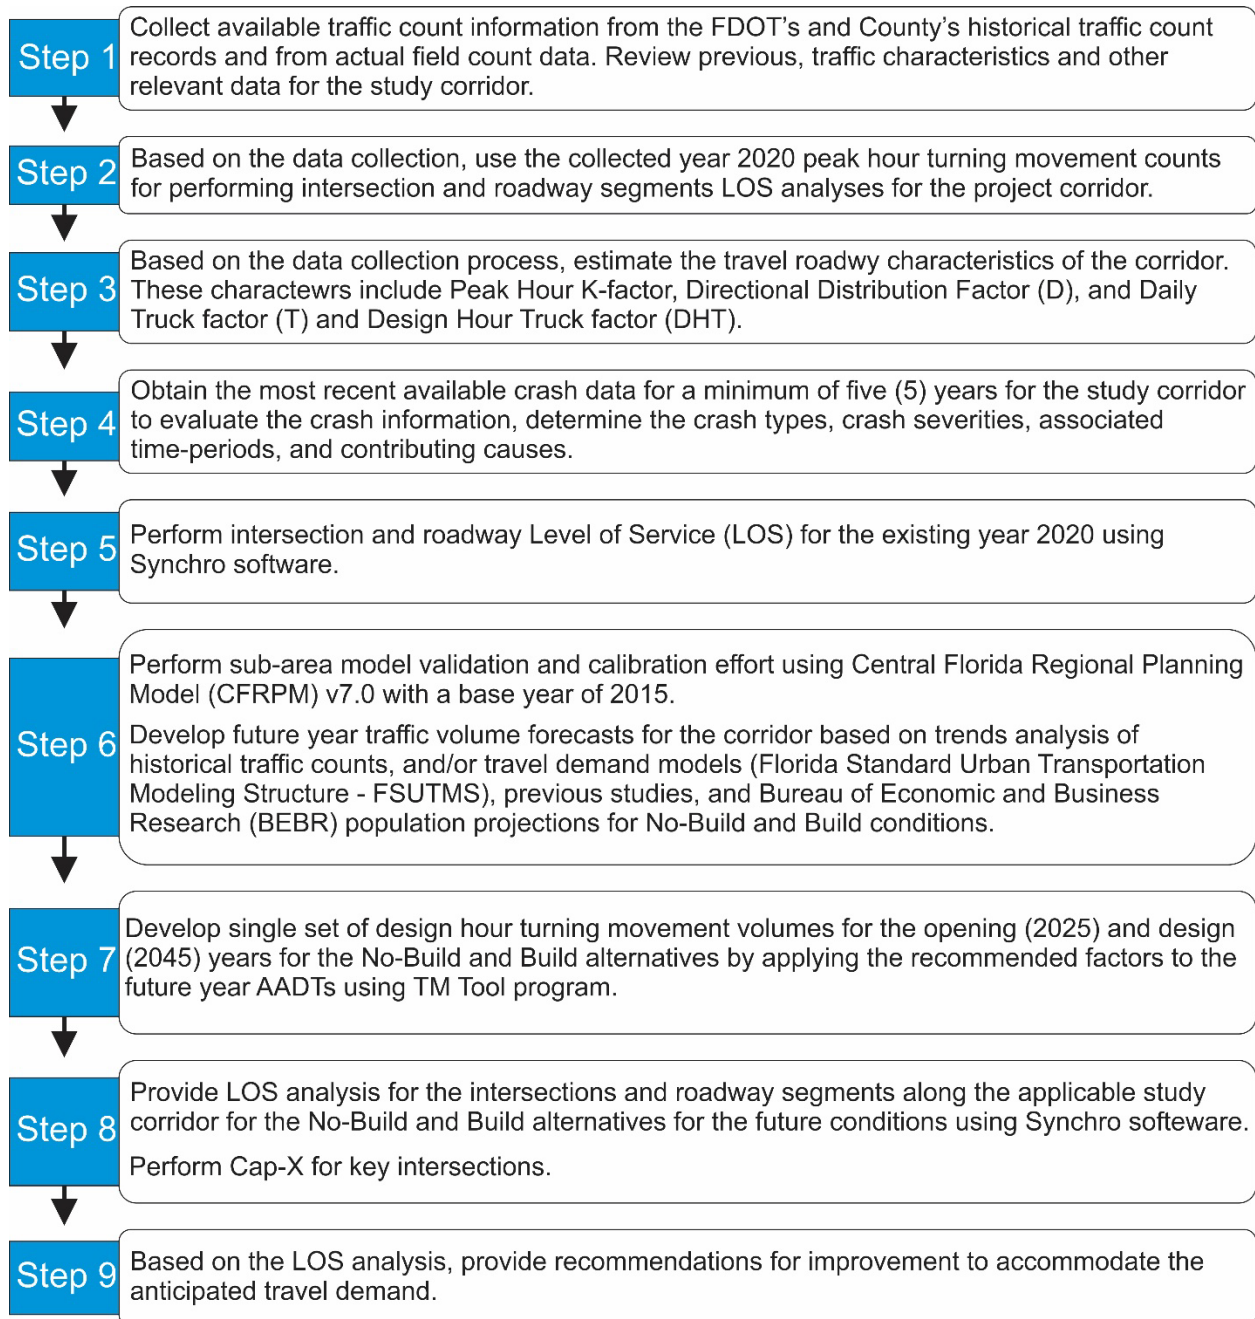 Step 1
Collect available traffic count information from the FDOT's and County's historical traffic count
records and from actual field count data. Review previous, traffic characteristics and other
relevant data for the study corridor.
Step 2
Based on the data collection, use the collected year 2020 peak hour turning movement counts
for performing intersection and roadway segments LOS analyses for the project corridor.
Step 3
Based on the data collection process, estimate the travel roadwy characteristics of the corridor.
These charactewrs include Peak Hour K-factor, Directional Distribution Factor (D), and Daily
Truck factor (T) and Design Hour Truck factor (DHT).
Step 4
Obtain the most recent available crash data for a minimum of five (5) years for the study corridor
to evaluate the crash information, determine the crash types, crash severities, associated
time-periods, and contributing causes.
Step 5
Perform intersection and roadway Level of Service (LOS) for the existing year 2020 using
Synchro software.
Step 6
Perform sub-area model validation and calibration effort using Central Florida Regional Planning
Model (CFRPM) v7.0 with a base year of 2015.
Develop future year traffic volume forecasts for the corridor based on trends analysis of
historical traffic counts, and/or travel demand models (Florida Standard Urban Transportation
Modeling Structure - FSUTMS), previous studies, and Bureau of Economic and Business
Research (BEBR) population projections for No-Build and Build conditions.
Step 7
Develop single set of design hour turning movement volumes for the opening (2025) and design
(2045) years for the No-Build and Build alternatives by applying the recommended factors to the
future year AADTs using TM Tool program.
Step 8
Provide LOS analysis for the intersections and roadway segments along the applicable study
corridor for the No-Build and Build alternatives for the future conditions using Synchro softeware.
Perform Cap-X for key intersections.
Step 9
Based on the LOS analysis, provide recommendations for improvement to accommodate the
anticipated travel demand.